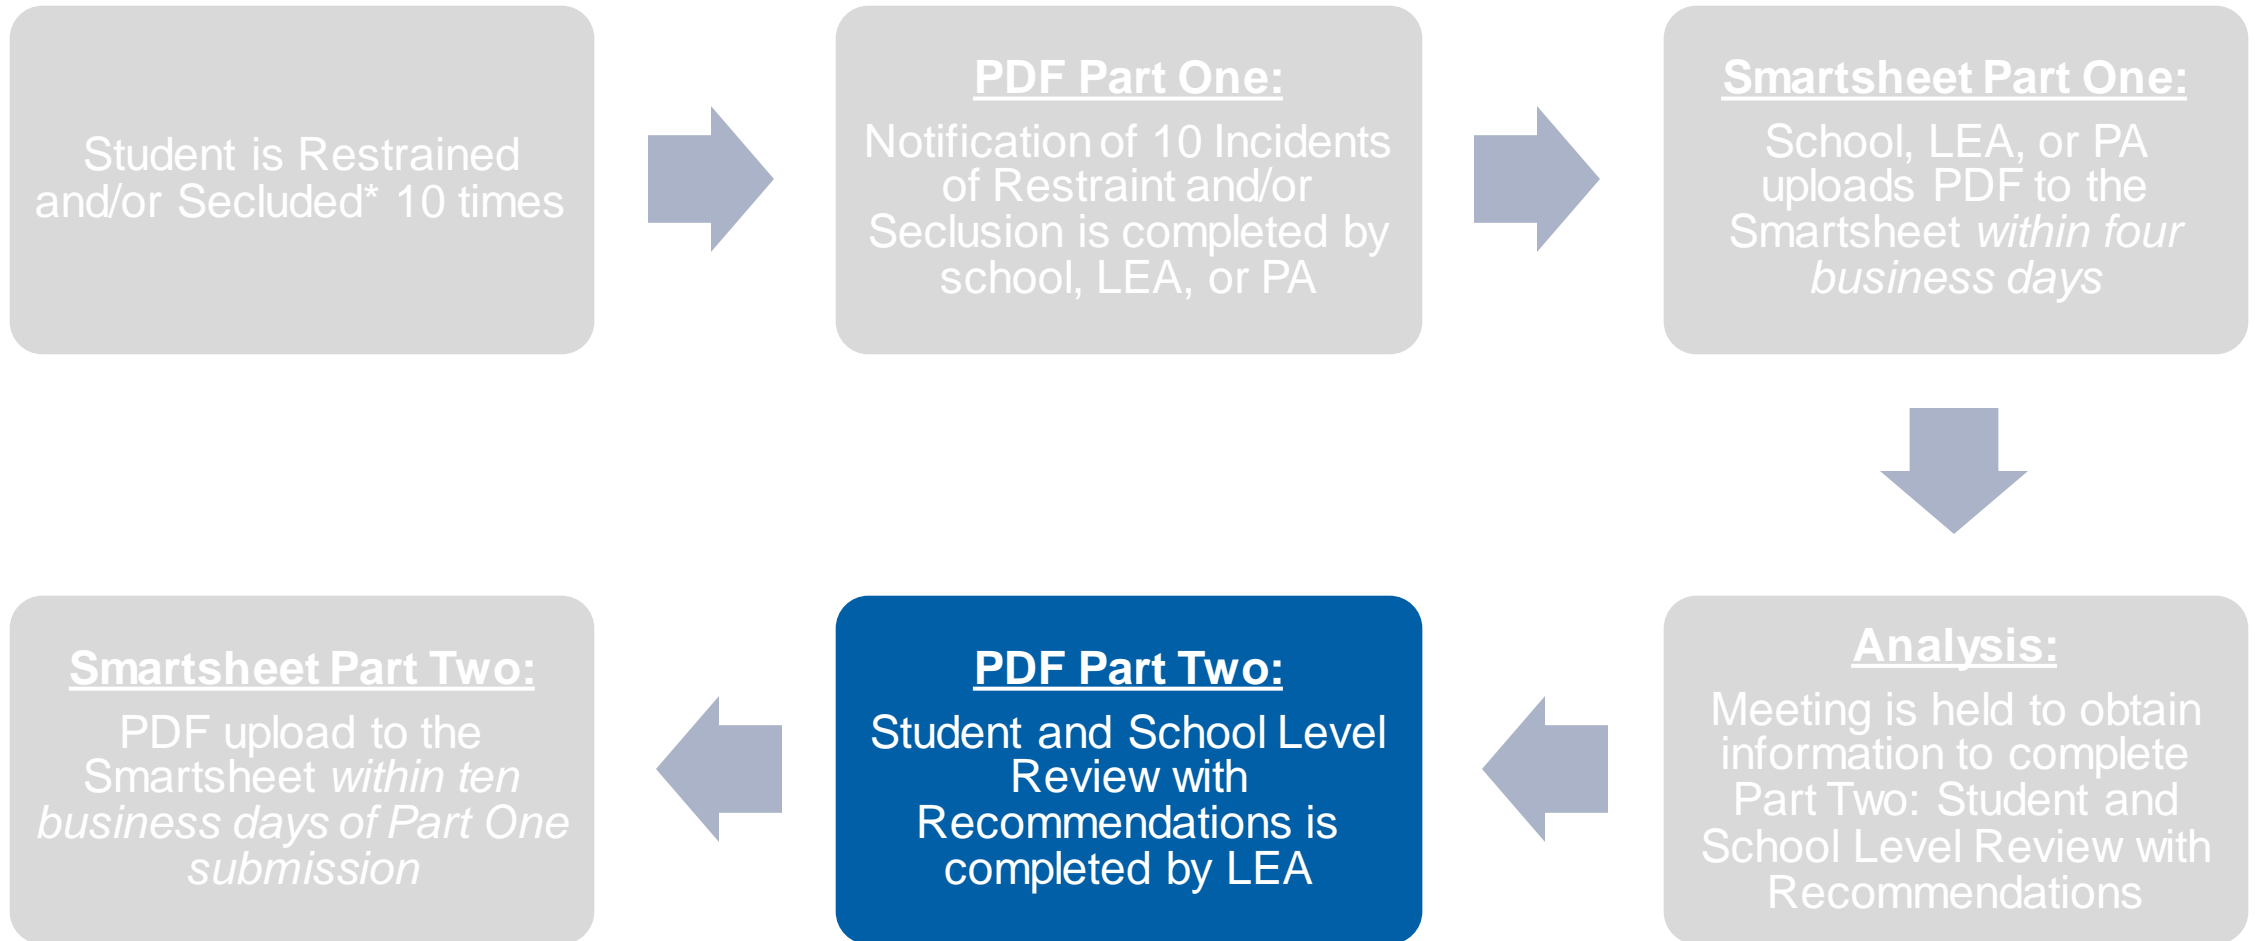 Student is Restrained
and/or Secluded* 10 times
PDF Part One:
Notification of 10 Incidents
of Restraint and/or
Seclusion is completed by
school, LEA, or PA
Smartsheet Part One:
School, LEA, or PA
uploads PDF to the
Smartsheet within four
business days
Analysis:
Meeting is held to obtain
information to complete
Part Two: Student and
School Level Review with
Recommendations
PDF Part Two:
Student and School Level
Review with
Recommendations is
completed by LEA
Smartsheet Part Two:
PDF upload to the
Smartsheet within ten
business days of Part One
submission